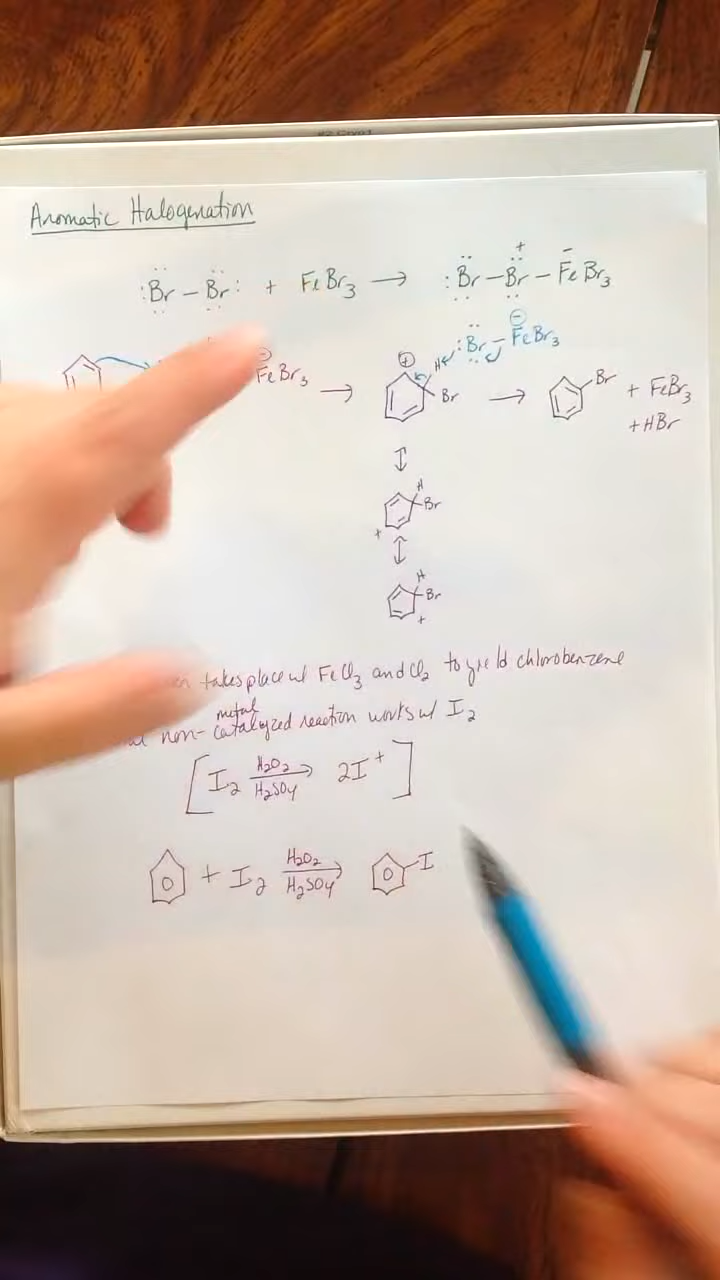 Aromatic Halogenation
:Br – Br: + FeBr₃ → :Br – Br⁺ – F̄eBr₃
:Br – FeBr₃ ⊖
⊖ FeBr₃ → ⊕ H Br → Br + FeBr₃
+ HBr
↕
H Br +
↕
H Br +
takes place w/ FeCl₃ and Cl₂ to yield chlorobenzene
metal
non-catalyzed reaction works w/ I₂
[ I₂ H₂O₂ → H₂SO₄ 2I⁺ ]
+ I₂ H₂O₂ → H₂SO₄ I